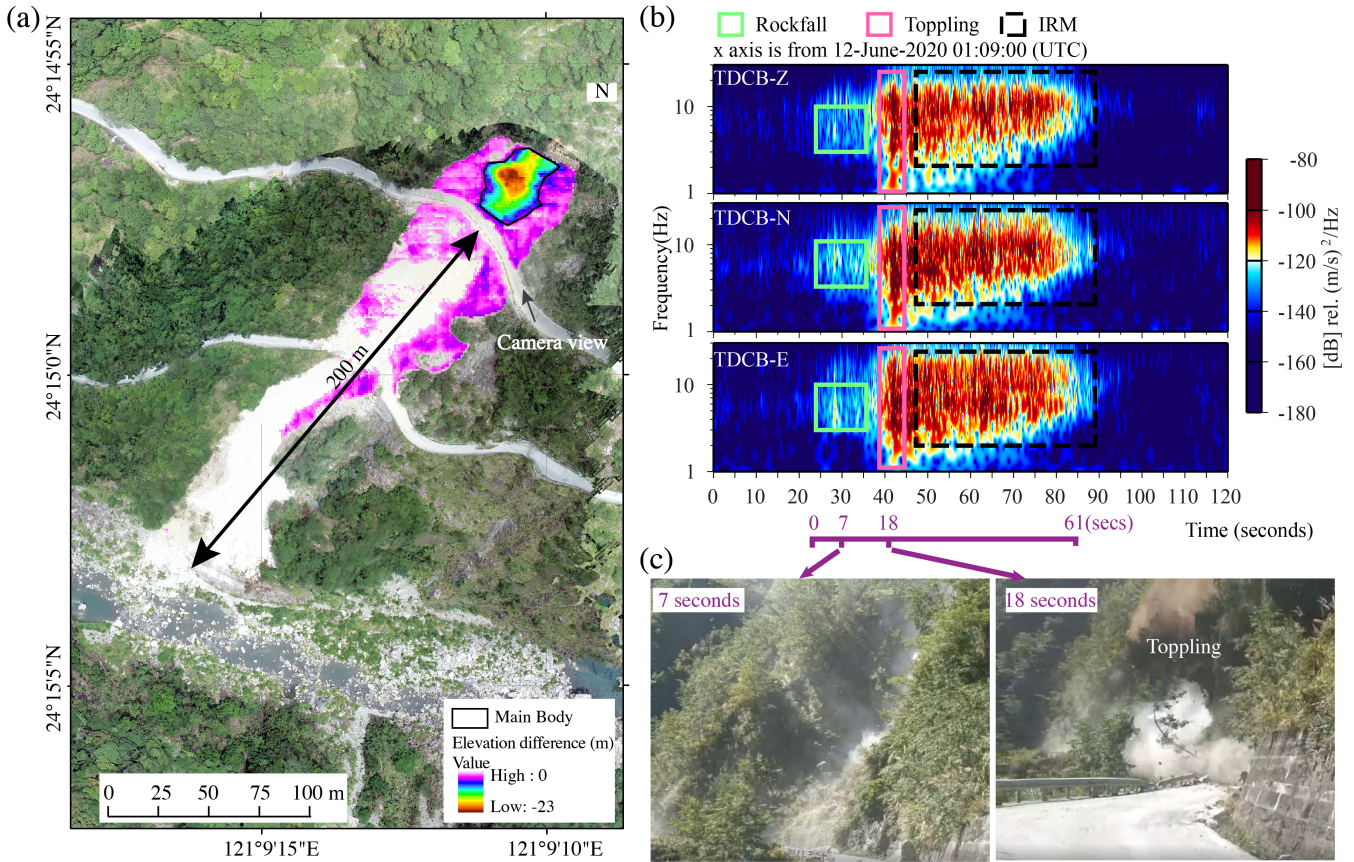 (a)
24°14'55"N
24°15'0"N
24°15'5"N
N
200 m
Camera view
Main Body
Elevation difference (m)
Value
High : 0
Low: -23
0 25 50 75 100 m
121°9'15"E
121°9'10"E
(b)
Rockfall Toppling IRM
x axis is from 12-June-2020 01:09:00 (UTC)
TDCB-Z
10
1
TDCB-N
10
1
TDCB-E
10
1
Frequency(Hz)
0 10 20 30 40 50 60 70 80 90 100 110 120
Time (seconds)
-80
-100
-120
-140
-160
-180
[dB] rel. (m/s) ²/Hz
0 7 18 61(secs)
(c)
7 seconds
18 seconds
Toppling